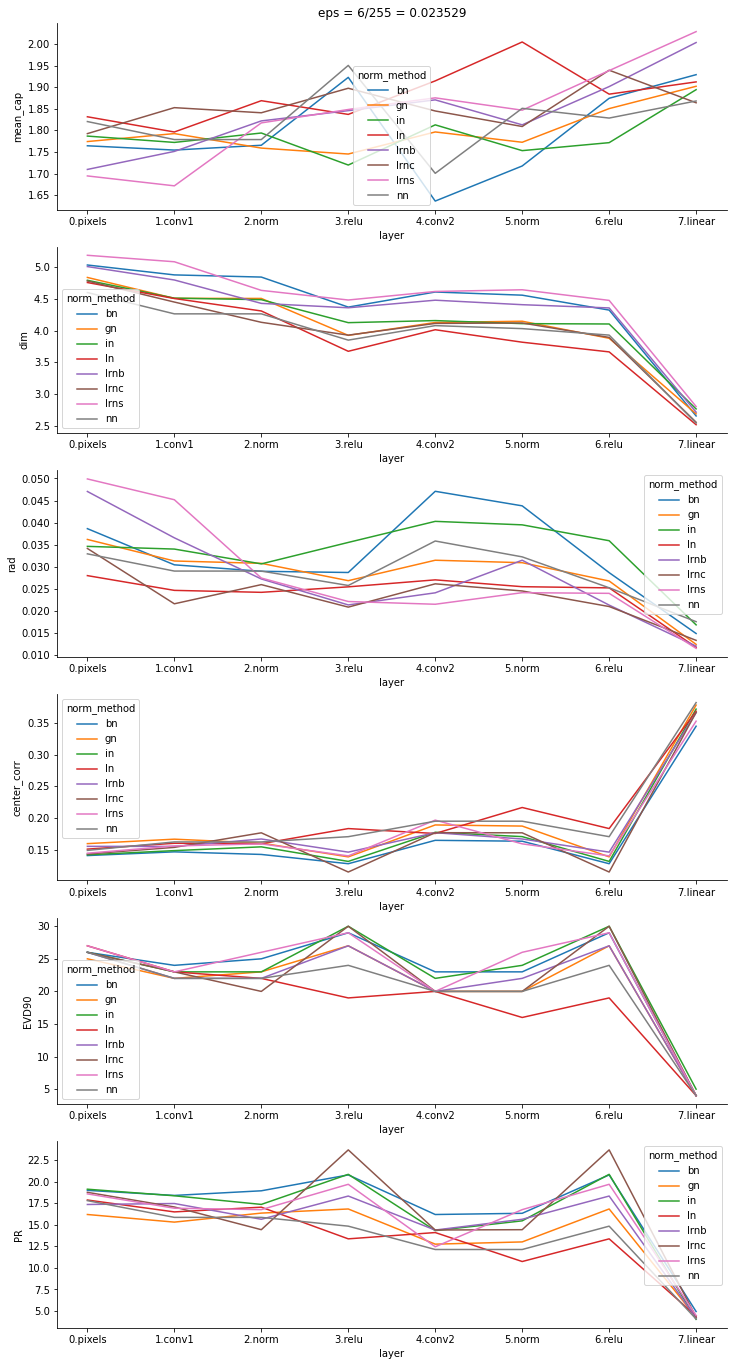 eps = 6/255 = 0.023529
mean_cap
2.00
1.95
1.90
1.85
1.80
1.75
1.70
1.65
norm_method
bn
gn
in
ln
lrnb
lrnc
lrns
nn
0.pixels 1.conv1 2.norm 3.relu 4.conv2 5.norm 6.relu 7.linear
layer
dim
5.0
4.5
4.0
3.5
3.0
2.5
norm_method
bn
gn
in
ln
lrnb
lrnc
lrns
nn
0.pixels 1.conv1 2.norm 3.relu 4.conv2 5.norm 6.relu 7.linear
layer
rad
0.050
0.045
0.040
0.035
0.030
0.025
0.020
0.015
0.010
norm_method
bn
gn
in
ln
lrnb
lrnc
lrns
nn
0.pixels 1.conv1 2.norm 3.relu 4.conv2 5.norm 6.relu 7.linear
layer
center_corr
0.35
0.30
0.25
0.20
0.15
norm_method
bn
gn
in
ln
lrnb
lrnc
lrns
nn
0.pixels 1.conv1 2.norm 3.relu 4.conv2 5.norm 6.relu 7.linear
layer
EVD90
30
25
20
15
10
5
norm_method
bn
gn
in
ln
lrnb
lrnc
lrns
nn
0.pixels 1.conv1 2.norm 3.relu 4.conv2 5.norm 6.relu 7.linear
layer
PR
22.5
20.0
17.5
15.0
12.5
10.0
7.5
5.0
norm_method
bn
gn
in
ln
lrnb
lrnc
lrns
nn
0.pixels 1.conv1 2.norm 3.relu 4.conv2 5.norm 6.relu 7.linear
layer